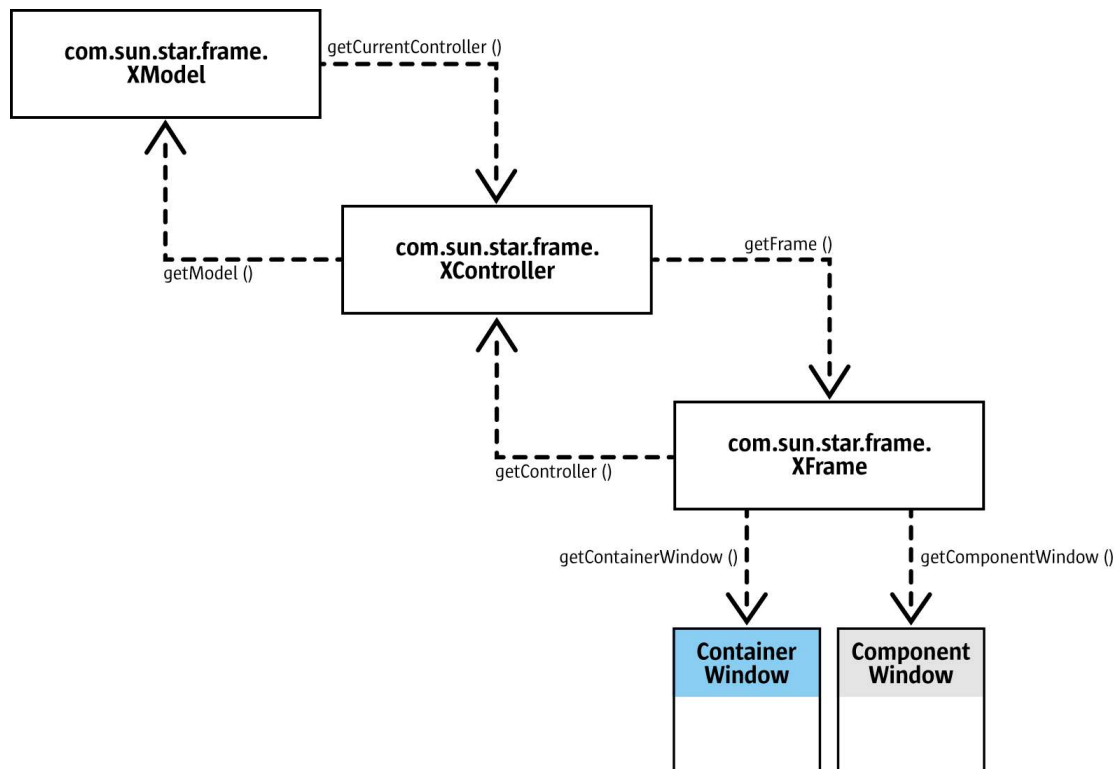 com.sun.star.frame.
XModel
getCurrentController ()
com.sun.star.frame.
XController
getModel ()
getFrame ()
com.sun.star.frame.
XFrame
getController ()
getContainerWindow ()
getComponentWindow ()
Container
Window
Component
Window